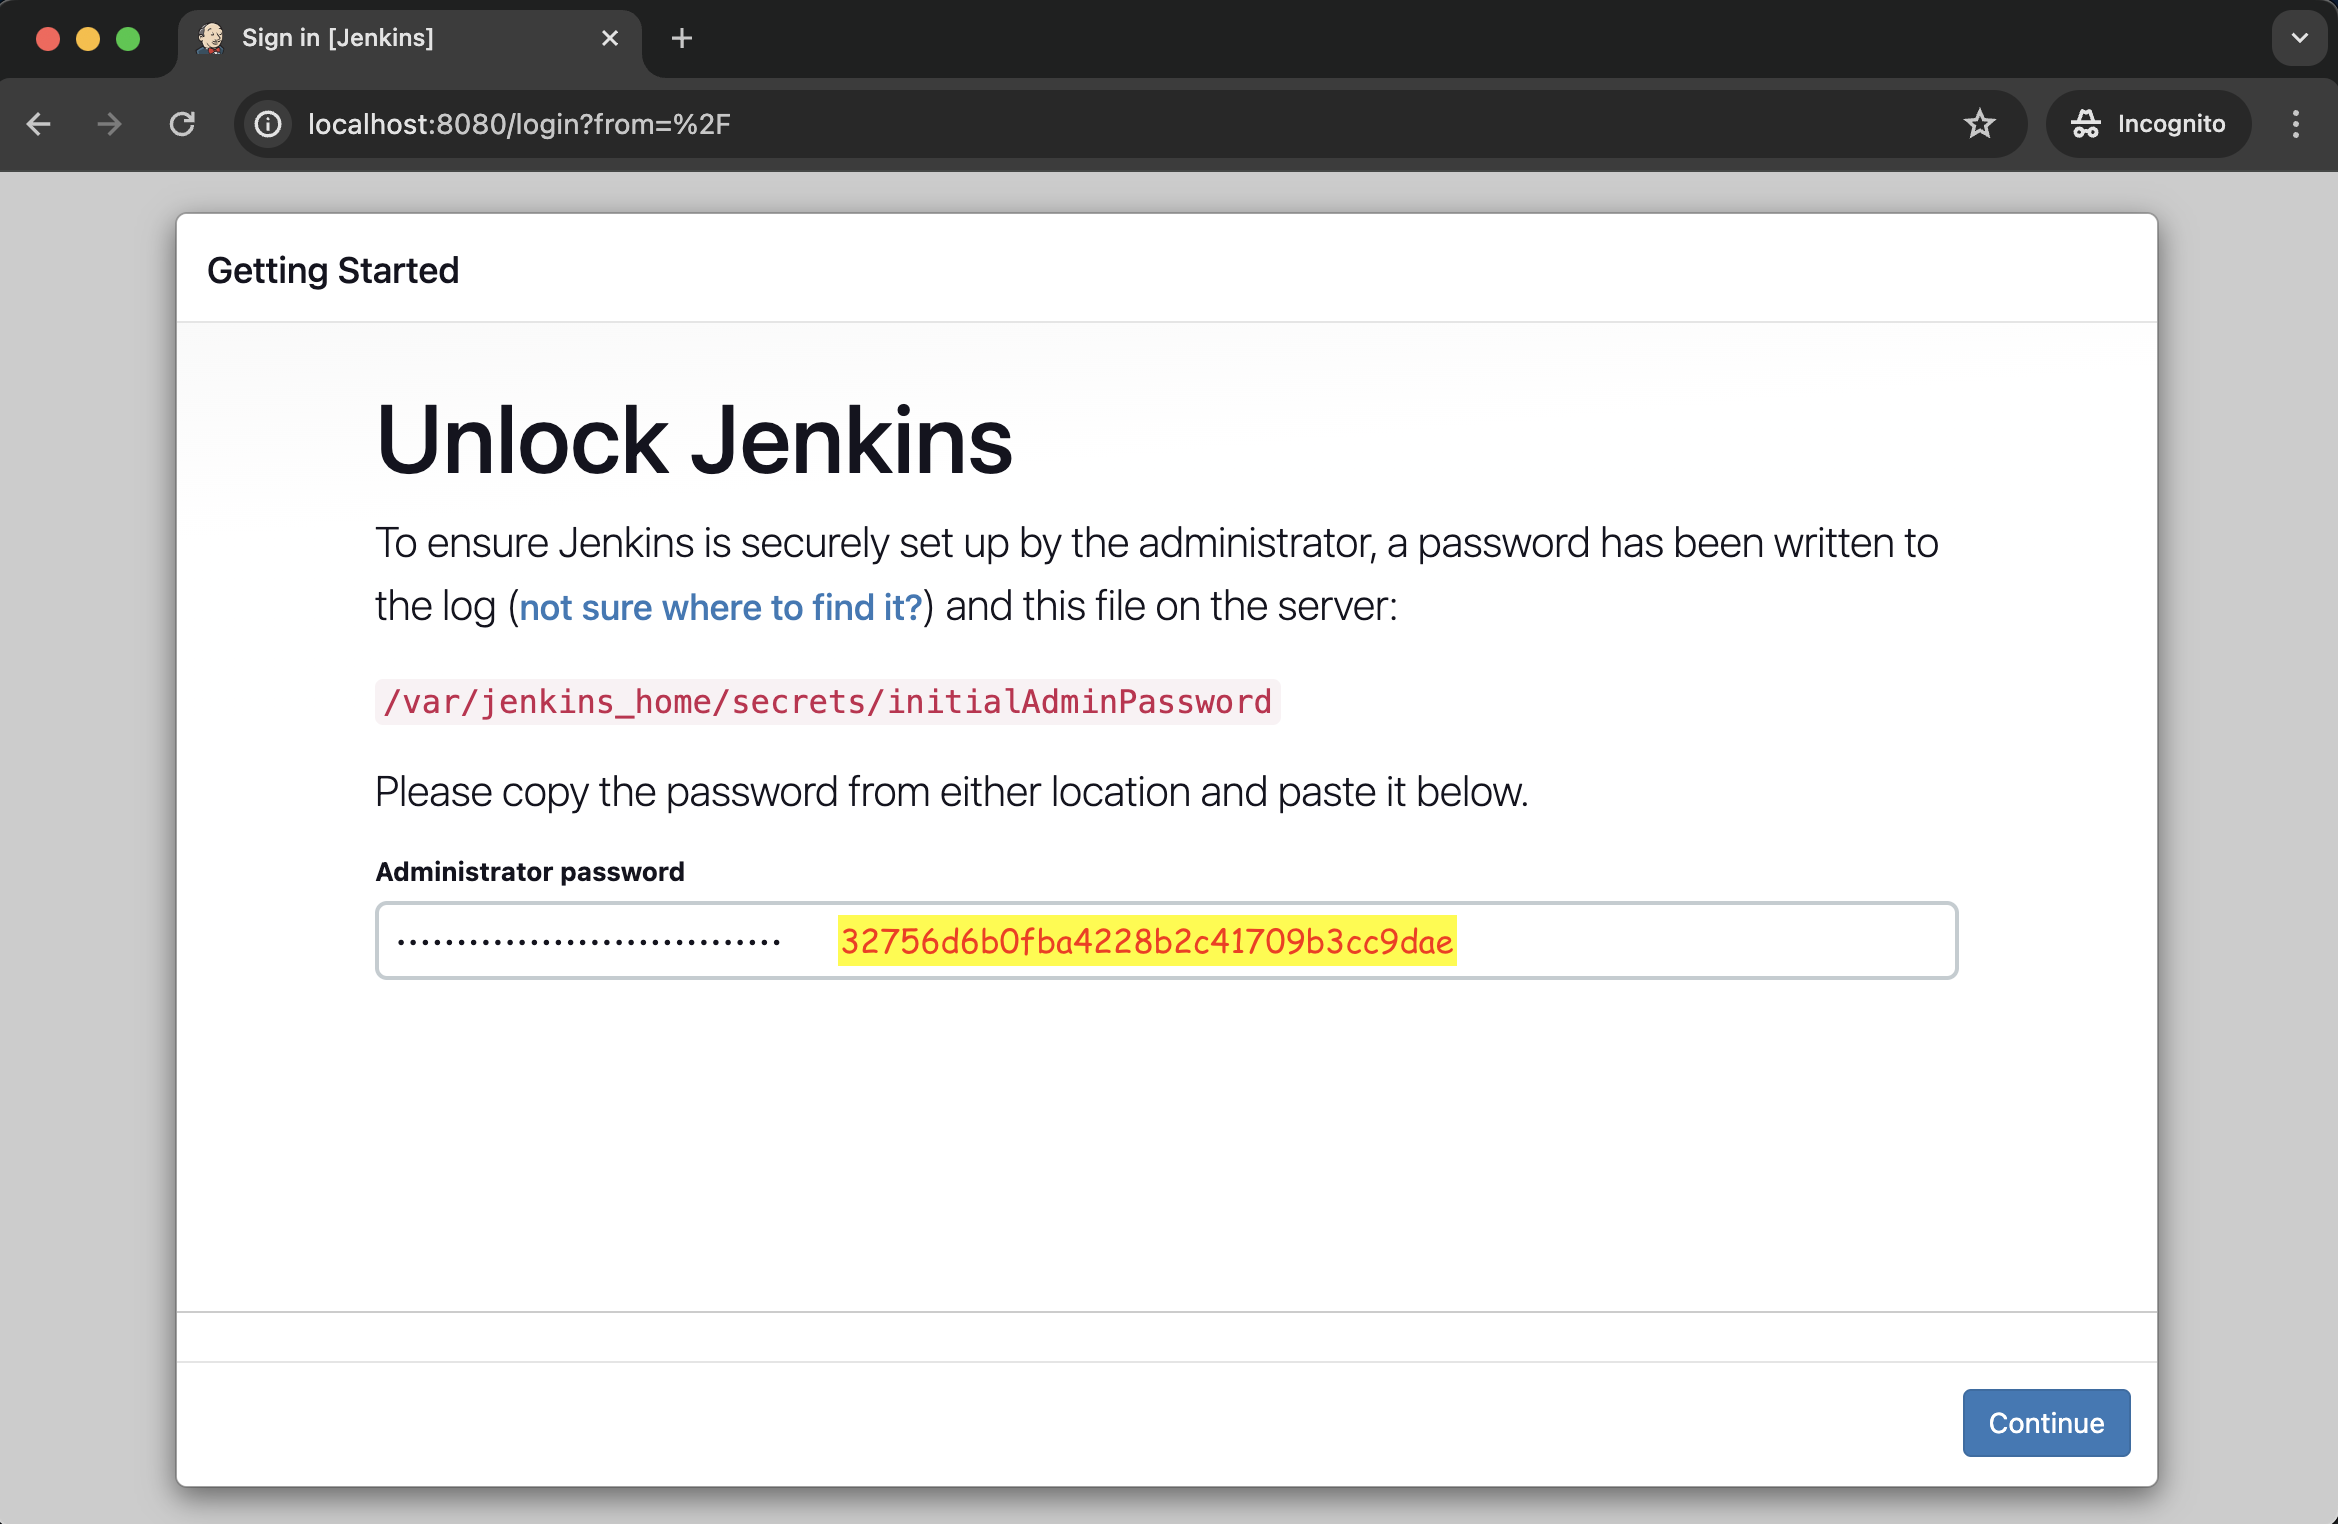 Sign in [Jenkins]
localhost:8080/login?from=%2F
Incognito
Getting Started
Unlock Jenkins
To ensure Jenkins is securely set up by the administrator, a password has been written to
the log (not sure where to find it?) and this file on the server:
/var/jenkins_home/secrets/initialAdminPassword
Please copy the password from either location and paste it below.
Administrator password
•••••••••••••••••••••••••••••••• 32756d6b0fba4228b2c41709b3cc9dae
Continue